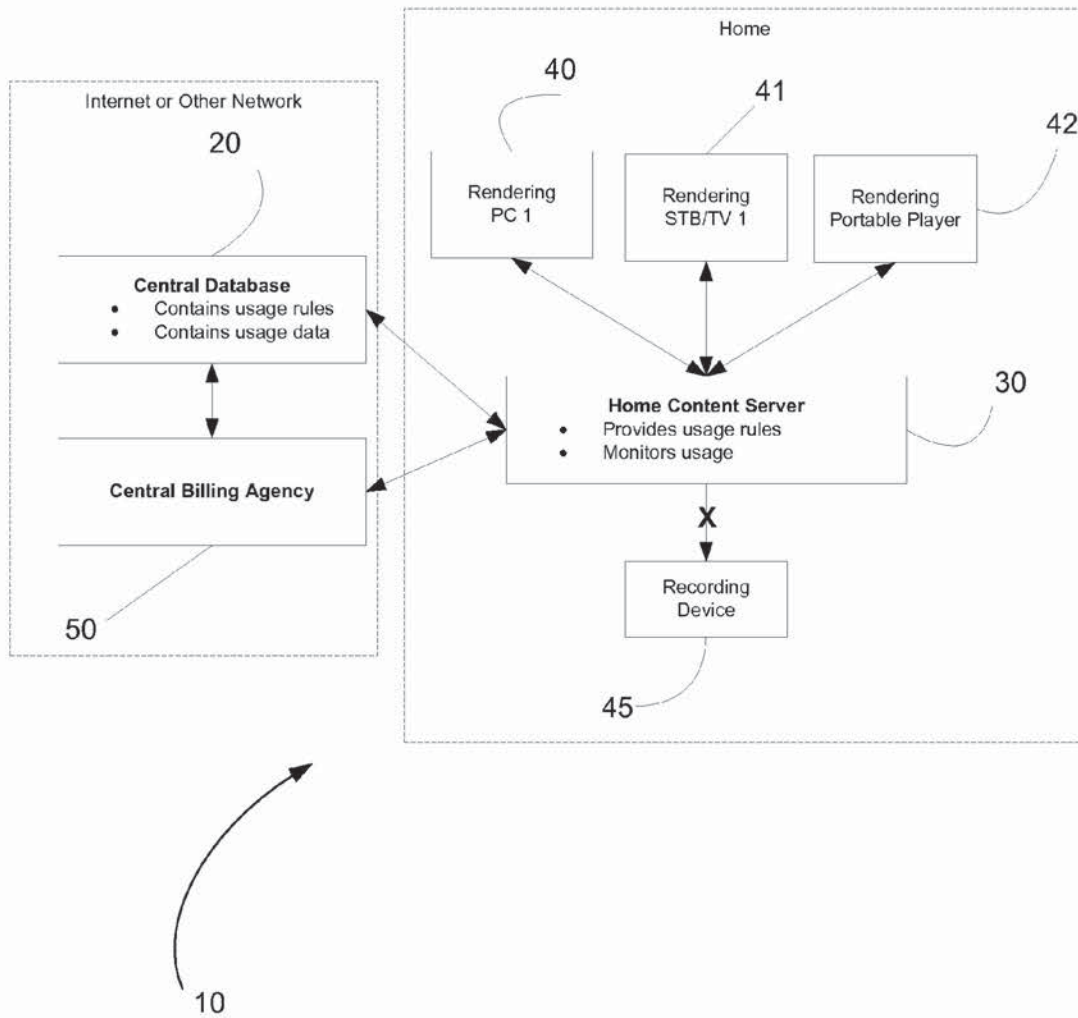 Home
40
41
42
Internet or Other Network
20
Rendering
PC 1
Rendering
STB/TV 1
Rendering
Portable Player
Central Database
• Contains usage rules
• Contains usage data
30
Home Content Server
• Provides usage rules
• Monitors usage
Central Billing Agency
X
Recording
Device
50
45
10